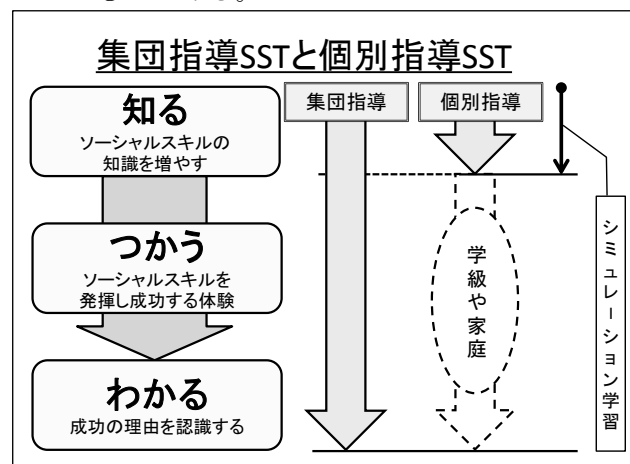 集団指導SSTと個別指導SST
知る
ソーシャルスキルの
知識を増やす
つかう
ソーシャルスキルを
発揮し成功する体験
わかる
成功の理由を認識する
集団指導
個別指導
学級や家庭
シミュレーション学習